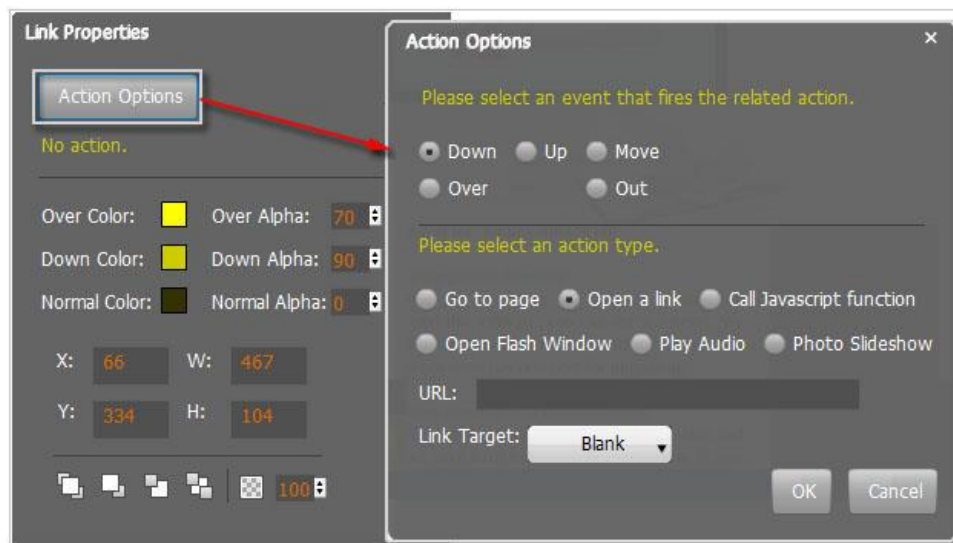 Link Properties
Action Options
No action.
Over Color: Over Alpha: 70
Down Color: Down Alpha: 90
Normal Color: Normal Alpha: 0
X: 66 W: 467
Y: 334 H: 104
100
Action Options
Please select an event that fires the related action.
Down Up Move
Over Out
Please select an action type.
Go to page Open a link Call Javascript function
Open Flash Window Play Audio Photo Slideshow
URL:
Link Target: Blank
OK Cancel